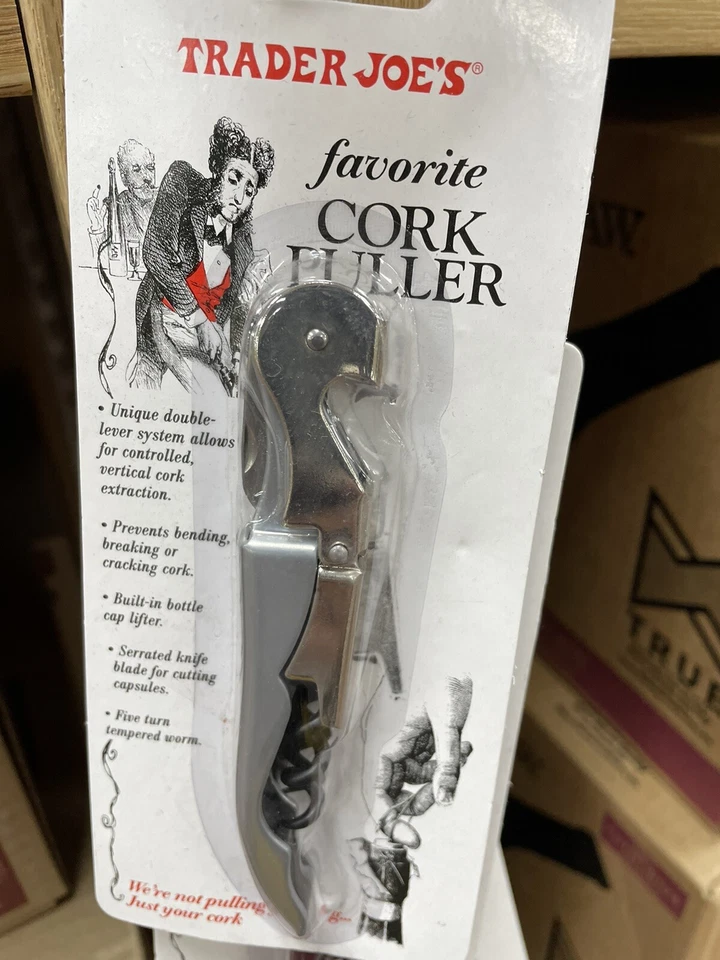 TRADER JOE'S®
favorite
CORK
PULLER
• Unique double-
lever system allows
for controlled,
vertical cork
extraction.
• Prevents bending,
breaking or
cracking cork.
• Built-in bottle
cap lifter.
• Serrated knife
blade for cutting
capsules.
• Five turn
tempered worm.
We're not pulling
Just your cork
TRUE